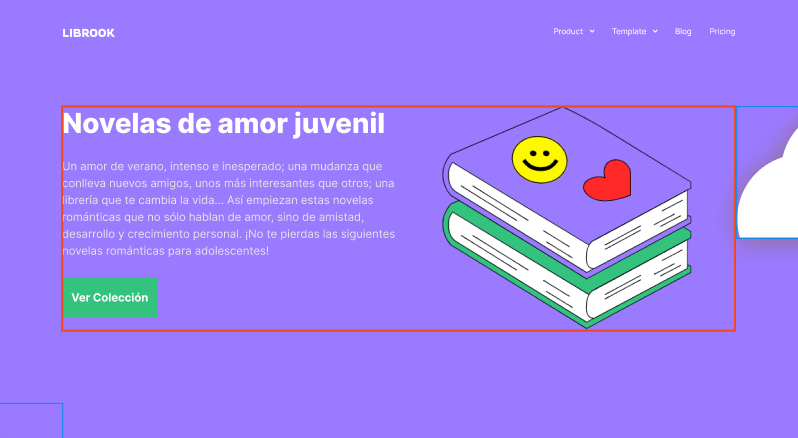 LIBROOK
Product
Template
Blog
Pricing
Novelas de amor juvenil
Un amor de verano, intenso e inesperado; una mudanza que
conlleva nuevos amigos, unos más interesantes que otros; una
librería que te cambia la vida... Así empiezan estas novelas
románticas que no sólo hablan de amor, sino de amistad,
desarrollo y crecimiento personal. ¡No te pierdas las siguientes
novelas románticas para adolescentes!
Ver Colección